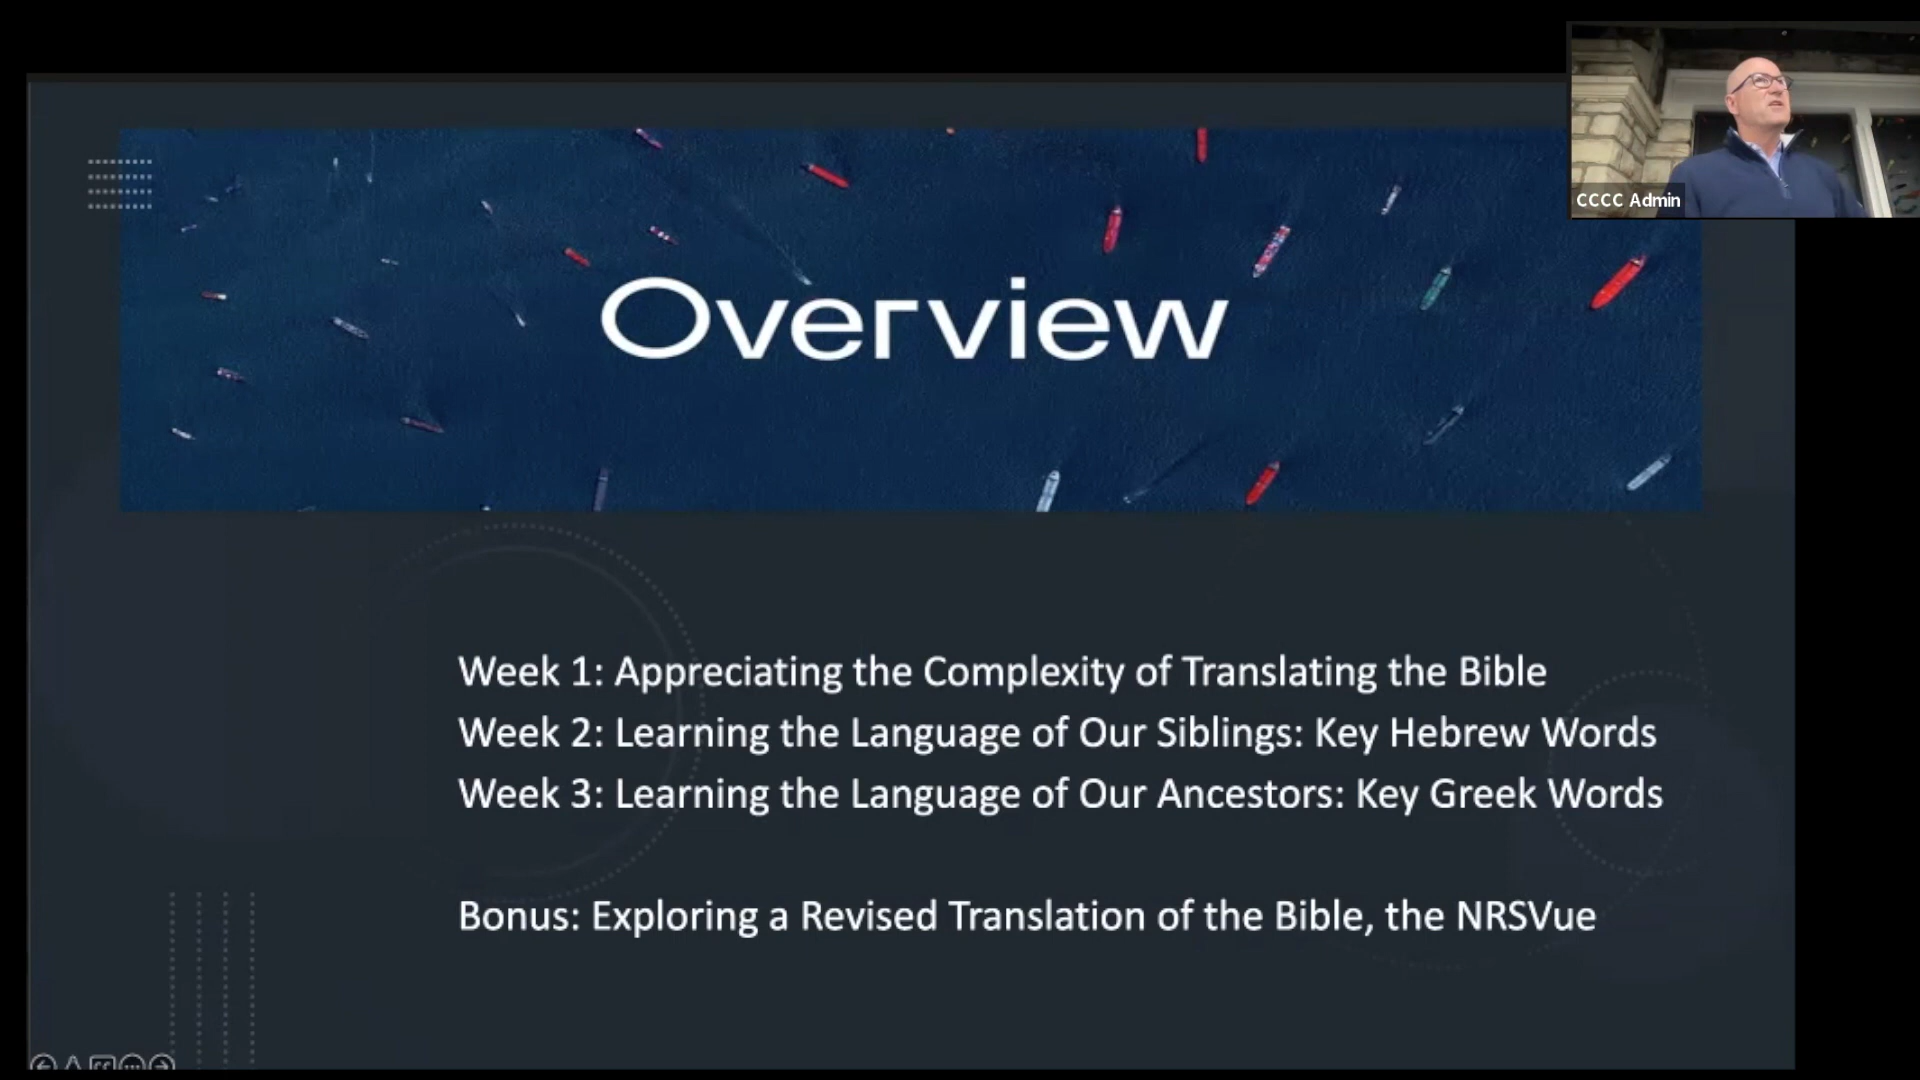 CCCC Admin
Overview
Week 1: Appreciating the Complexity of Translating the Bible
Week 2: Learning the Language of Our Siblings: Key Hebrew Words
Week 3: Learning the Language of Our Ancestors: Key Greek Words
Bonus: Exploring a Revised Translation of the Bible, the NRSVue